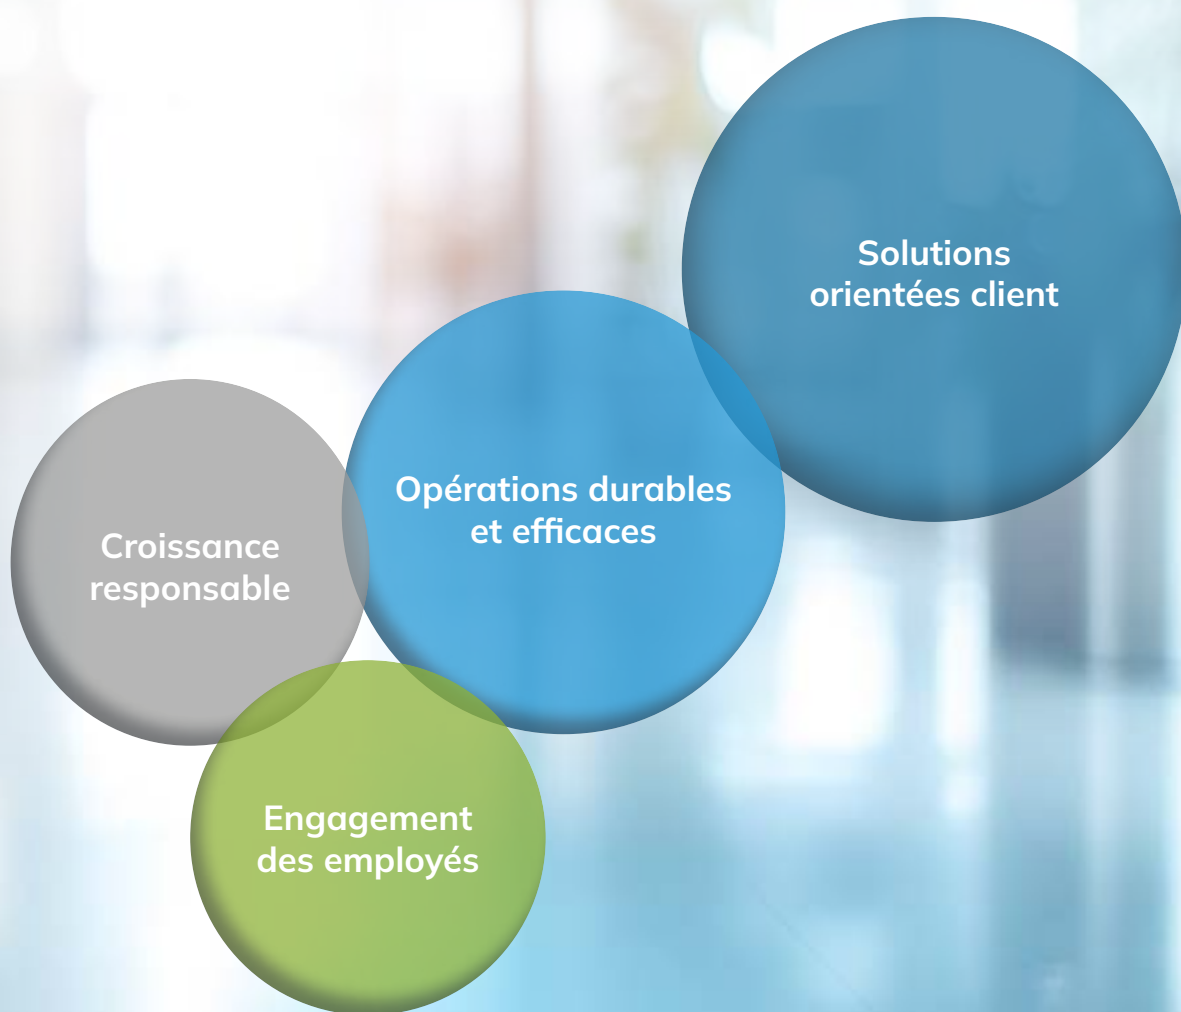 Solutions
orientées client
Opérations durables
et efficaces
Croissance
responsable
Engagement
des employés